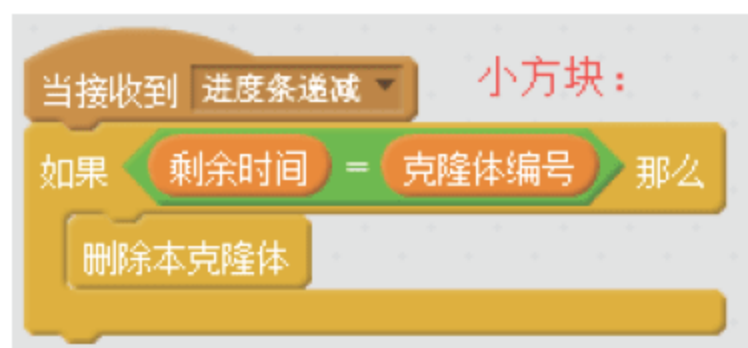 当接收到 进度条递减 小方块：
如果 剩余时间 = 克隆体编号 那么
删除本克隆体